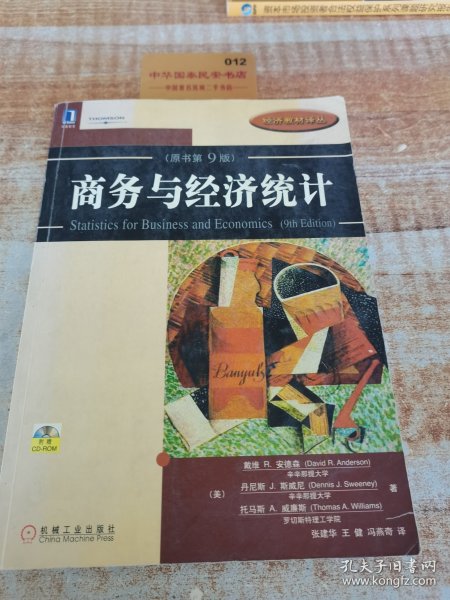 012
中华国泰民安书店
THOMSON
经济教材译丛
(原书第9版)
商务与经济统计
Statistics for Business and Economics (9th Edition)
Banyuls
附赠
CD-ROM
戴维 R. 安德森 (David R. Anderson)
辛辛那提大学
(美) 丹尼斯 J. 斯威尼 (Dennis J. Sweeney) 著
辛辛那提大学
托马斯 A. 威廉斯 (Thomas A. Williams)
罗切斯特理工学院
张建华 王 健 冯燕奇 译
机械工业出版社
China Machine Press
孔夫子旧书网